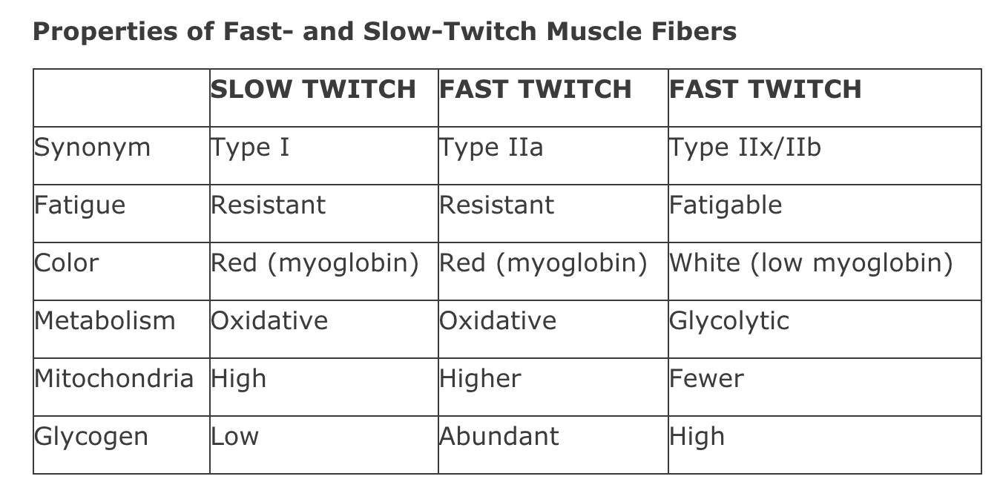 Properties of Fast- and Slow-Twitch Muscle Fibers
SLOW TWITCH FAST TWITCH FAST TWITCH
Synonym Type I Type IIa Type IIx/IIb
Fatigue Resistant Resistant Fatigable
Color Red (myoglobin) Red (myoglobin) White (low myoglobin)
Metabolism Oxidative Oxidative Glycolytic
Mitochondria High Higher Fewer
Glycogen Low Abundant High